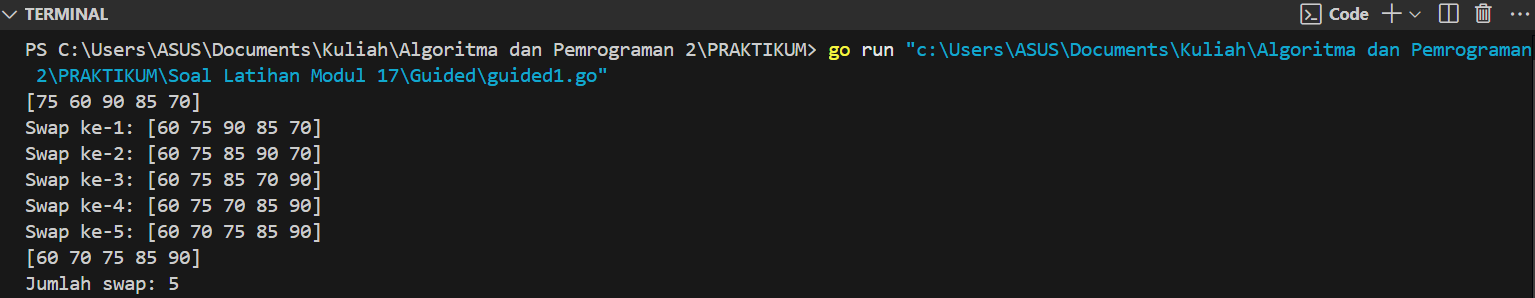 TERMINAL
Code
PS C:\Users\ASUS\Documents\Kuliah\Algoritma dan Pemrograman 2\PRAKTIKUM> go run "c:\Users\ASUS\Documents\Kuliah\Algoritma dan Pemrograman
2\PRAKTIKUM\Soal Latihan Modul 17\Guided\guided1.go"
[75 60 90 85 70]
Swap ke-1: [60 75 90 85 70]
Swap ke-2: [60 75 85 90 70]
Swap ke-3: [60 75 85 70 90]
Swap ke-4: [60 75 70 85 90]
Swap ke-5: [60 70 75 85 90]
[60 70 75 85 90]
Jumlah swap: 5